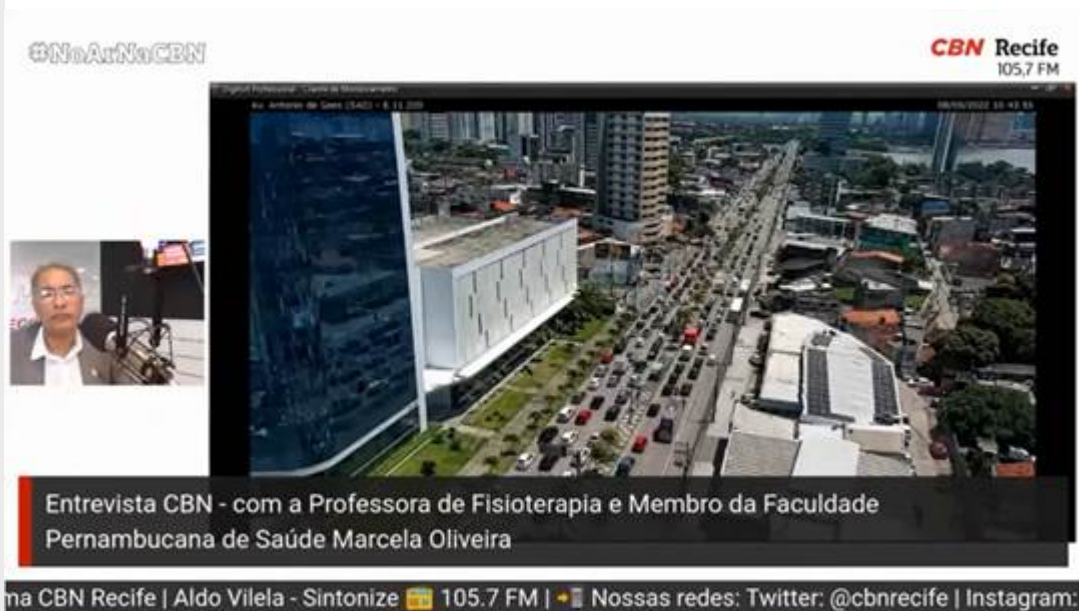 #NoArNaCBN
CBN Recife
105,7 FM
Entrevista CBN - com a Professora de Fisioterapia e Membro da Faculdade
Pernambucana de Saúde Marcela Oliveira
ma CBN Recife | Aldo Vilela - Sintonize 📻 105.7 FM | 📲 Nossas redes: Twitter: @cbnrecife | Instagram: